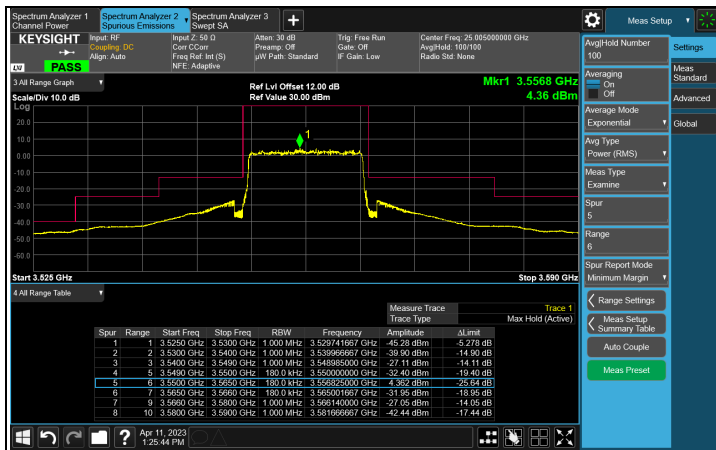 Spectrum Analyzer 1
Channel Power
Spectrum Analyzer 2
Spurious Emissions
Spectrum Analyzer 3
Swept SA
Meas Setup
KEYSIGHT
LXI
PASS
Input: RF
Coupling: DC
Align: Auto
Input Z: 50 Ω
Corr CCorr
Freq Ref: Int (S)
NFE: Adaptive
Atten: 30 dB
Preamp: Off
µW Path: Standard
Trig: Free Run
Gate: Off
IF Gain: Low
Center Freq: 25.005000000 GHz
Avg|Hold: 100/100
Radio Std: None
3 All Range Graph
Scale/Div 10.0 dB
Ref Lvl Offset 12.00 dB
Ref Value 30.00 dBm
Mkr1 3.5568 GHz
4.36 dBm
Log
20.0
10.0
0.00
-10.0
-20.0
-30.0
-40.0
-50.0
-60.0
1
Start 3.525 GHz
Stop 3.590 GHz
4 All Range Table
Measure Trace Trace 1
Trace Type Max Hold (Active)
Spur Range Start Freq Stop Freq RBW Frequency Amplitude ΔLimit
1 1 3.5250 GHz 3.5300 GHz 1.000 MHz 3.529741667 GHz -45.28 dBm -5.278 dB
2 2 3.5300 GHz 3.5400 GHz 1.000 MHz 3.539966667 GHz -39.90 dBm -14.90 dB
3 3 3.5400 GHz 3.5490 GHz 1.000 MHz 3.548985000 GHz -27.11 dBm -14.11 dB
4 5 3.5490 GHz 3.5500 GHz 180.0 kHz 3.550000000 GHz -32.40 dBm -19.40 dB
5 6 3.5500 GHz 3.5650 GHz 180.0 kHz 3.556825000 GHz 4.362 dBm -25.64 dB
6 7 3.5650 GHz 3.5660 GHz 180.0 kHz 3.565001667 GHz -31.95 dBm -18.95 dB
7 9 3.5660 GHz 3.5800 GHz 1.000 MHz 3.566140000 GHz -27.05 dBm -14.05 dB
8 10 3.5800 GHz 3.5900 GHz 1.000 MHz 3.581666667 GHz -42.44 dBm -17.44 dB
Avg|Hold Number
100
Averaging
On
Off
Average Mode
Exponential
Avg Type
Power (RMS)
Meas Type
Examine
Spur
5
Range
6
Spur Report Mode
Minimum Margin
Range Settings
Meas Setup
Summary Table
Auto Couple
Meas Preset
Settings
Meas
Standard
Advanced
Global
?
Apr 11, 2023
1:25:44 PM